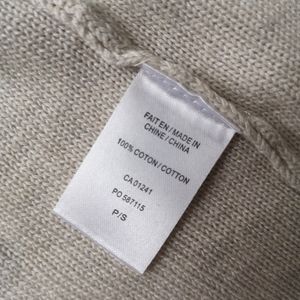 FAIT EN / MADE IN
CHINE / CHINA
100% COTON / COTTON
CA 01241
PO 587115
P/S